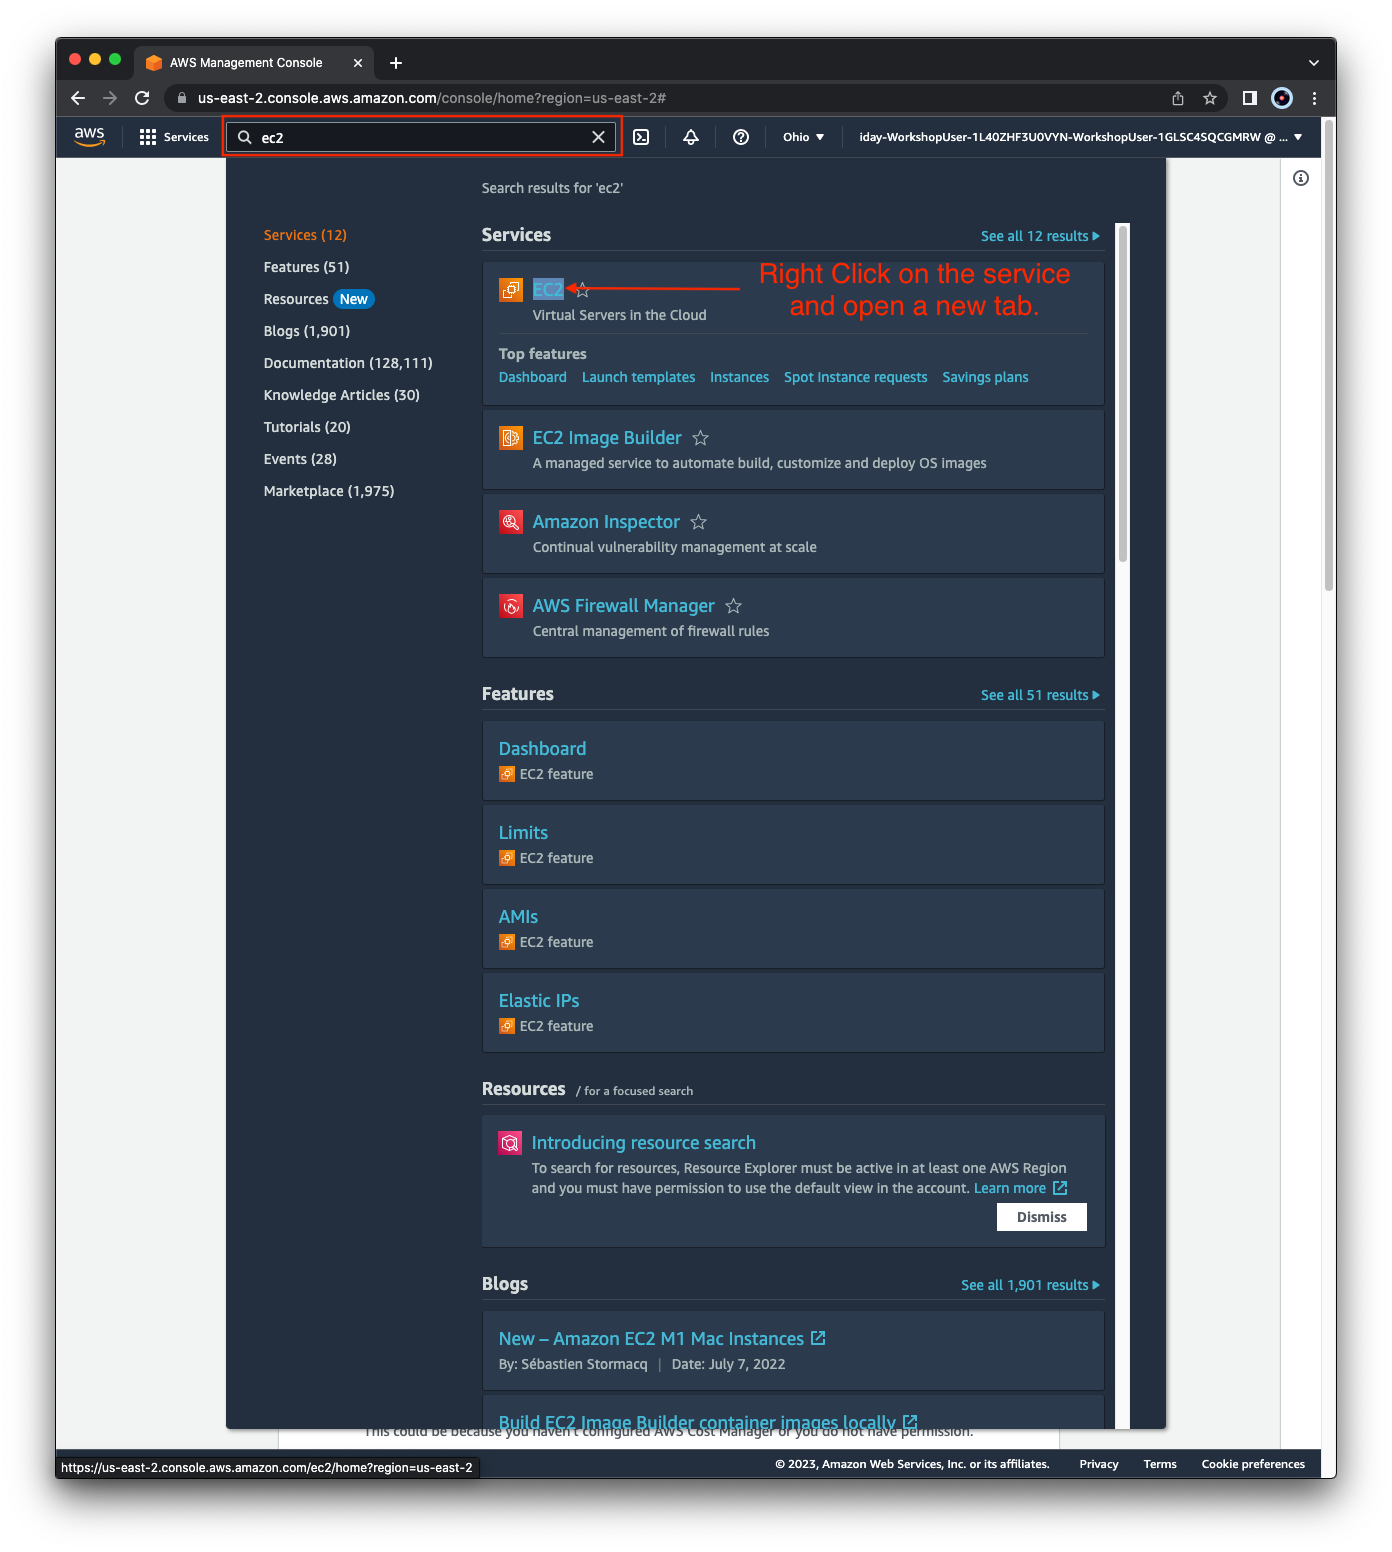 AWS Management Console
us-east-2.console.aws.amazon.com/console/home?region=us-east-2#
aws
Services
ec2
Ohio
iday-WorkshopUser-1L40ZHF3U0VYN-WorkshopUser-1GLSC4SQCGMRW @ ...
Search results for 'ec2'
Services (12)
Features (51)
Resources New
Blogs (1,901)
Documentation (128,111)
Knowledge Articles (30)
Tutorials (20)
Events (28)
Marketplace (1,975)
Services
See all 12 results
EC2
Right Click on the service
and open a new tab.
Virtual Servers in the Cloud
Top features
Dashboard Launch templates Instances Spot Instance requests Savings plans
EC2 Image Builder
A managed service to automate build, customize and deploy OS images
Amazon Inspector
Continual vulnerability management at scale
AWS Firewall Manager
Central management of firewall rules
Features
See all 51 results
Dashboard
EC2 feature
Limits
EC2 feature
AMIs
EC2 feature
Elastic IPs
EC2 feature
Resources / for a focused search
Introducing resource search
To search for resources, Resource Explorer must be active in at least one AWS Region
and you must have permission to use the default view in the account. Learn more
Dismiss
Blogs
See all 1,901 results
New – Amazon EC2 M1 Mac Instances
By: Sébastien Stormacq | Date: July 7, 2022
Build EC2 Image Builder container images locally
This could be because you haven't configured AWS Cost Manager or you do not have permission.
https://us-east-2.console.aws.amazon.com/ec2/home?region=us-east-2
© 2023, Amazon Web Services, Inc. or its affiliates. Privacy Terms Cookie preferences